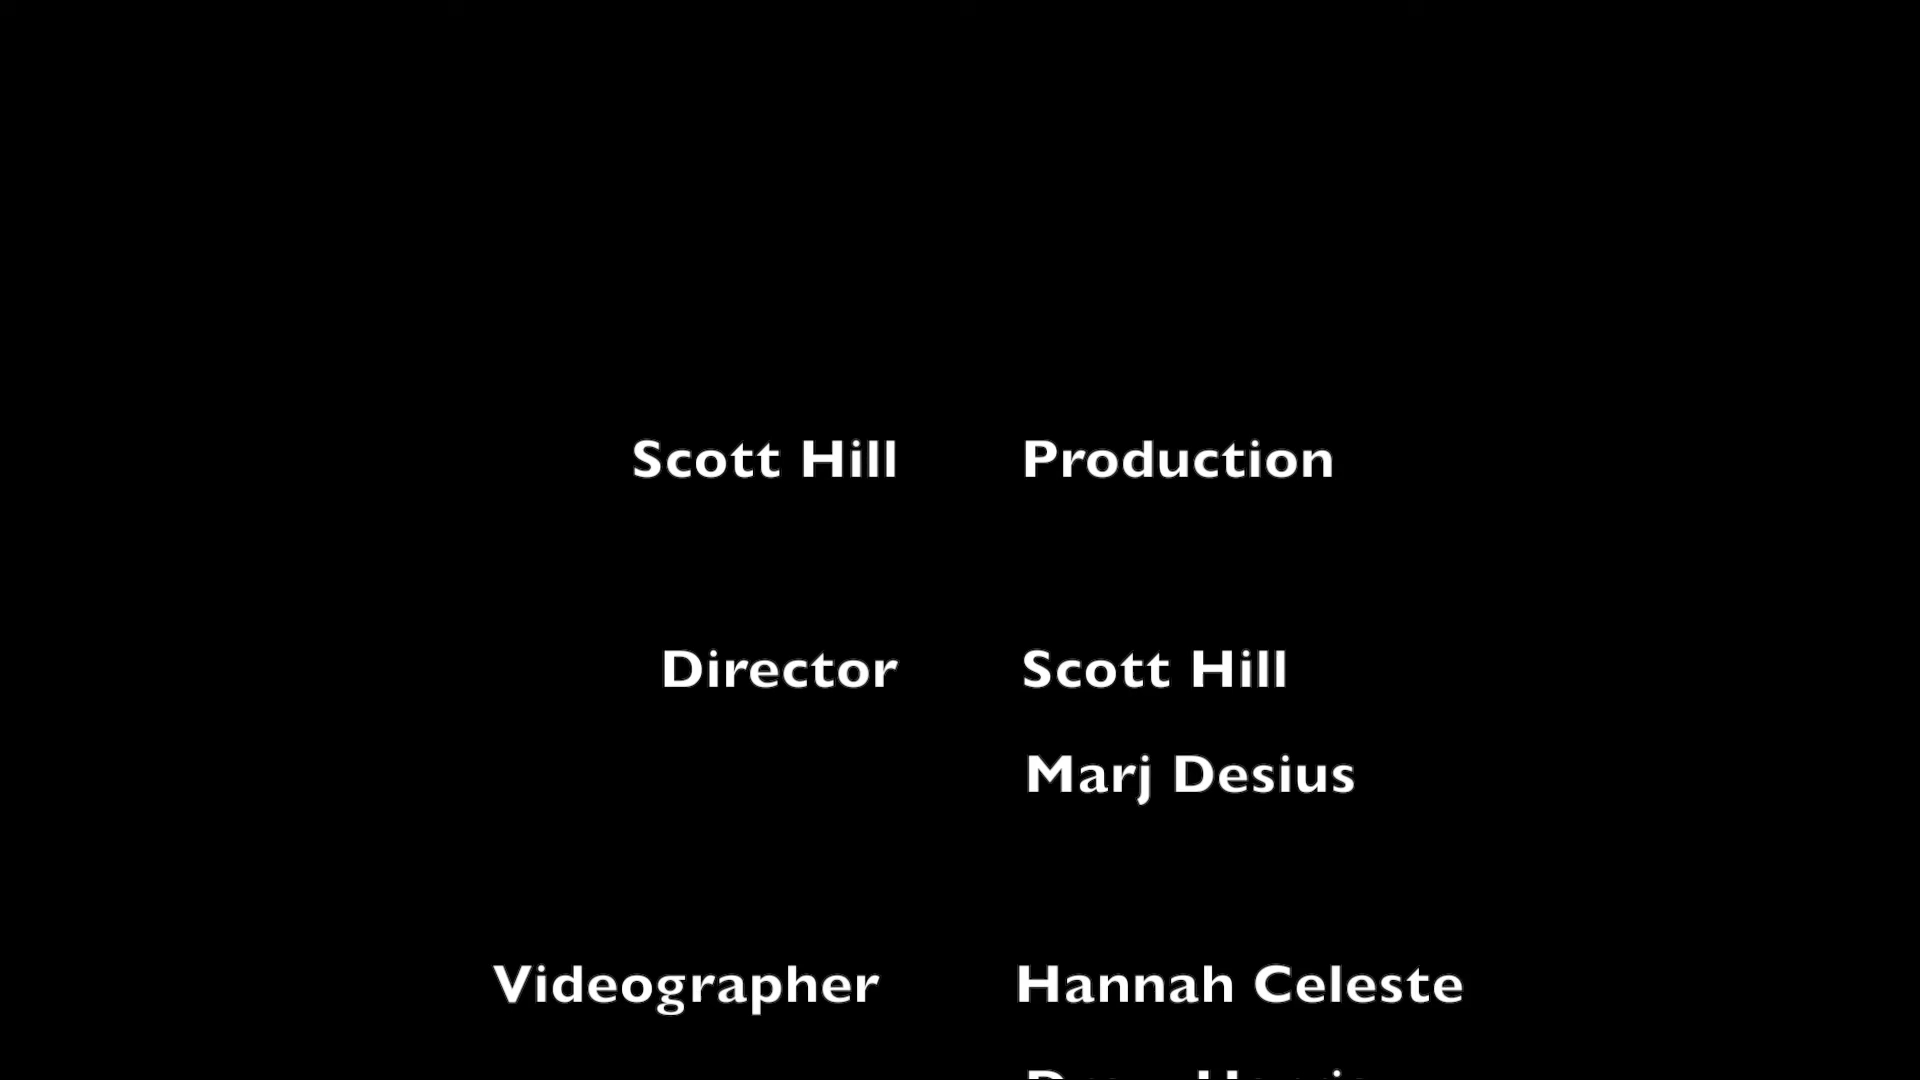 Scott Hill Production
Director Scott Hill
Marj Desius
Videographer Hannah Celeste